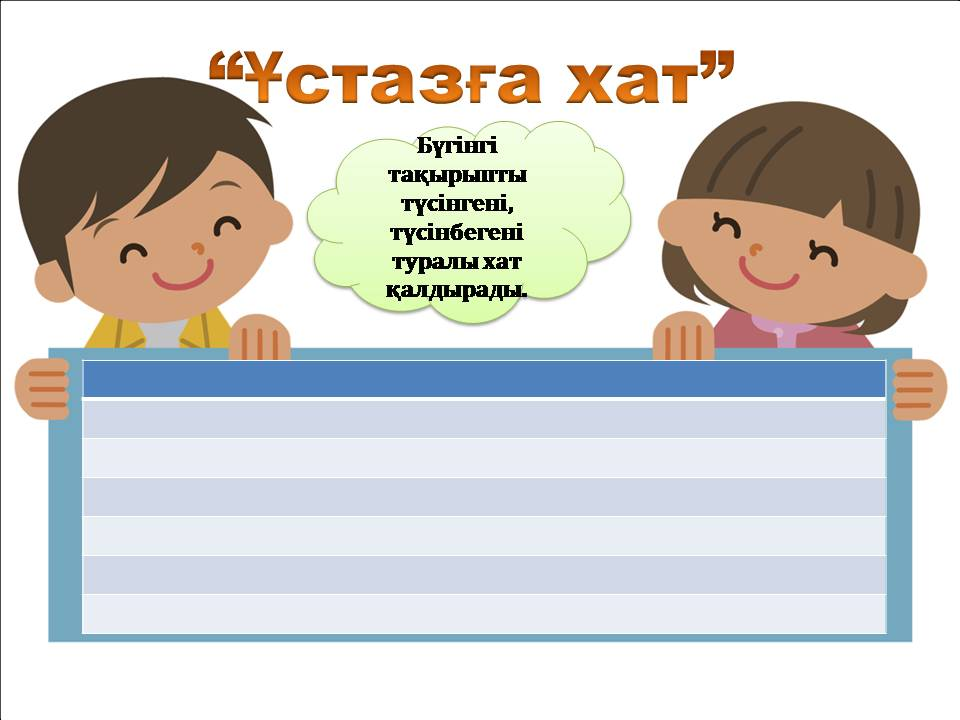 “Ұстазға хат”
Бүгінгі
тақырыпты
түсінгені,
түсінбегені
туралы хат
қалдырады.